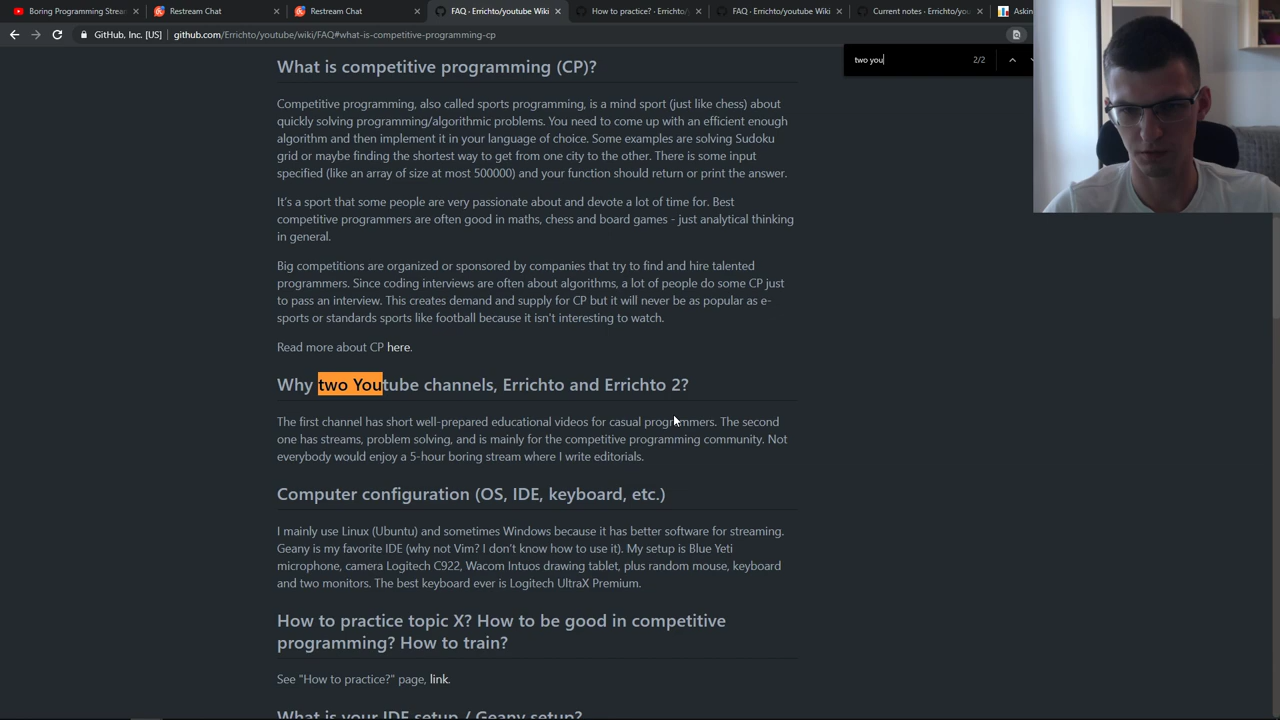 Boring Programming Strea
Restream Chat
Restream Chat
FAQ · Errichto/youtube Wiki
How to practice? · Errichto/
FAQ · Errichto/youtube Wiki
Current notes · Errichto/you
Askin
GitHub, Inc. [US]
github.com/Errichto/youtube/wiki/FAQ#what-is-competitive-programming-cp
two you
2/2
What is competitive programming (CP)?
Competitive programming, also called sports programming, is a mind sport (just like chess) about
quickly solving programming/algorithmic problems. You need to come up with an efficient enough
algorithm and then implement it in your language of choice. Some examples are solving Sudoku
grid or maybe finding the shortest way to get from one city to the other. There is some input
specified (like an array of size at most 500000) and your function should return or print the answer.
It's a sport that some people are very passionate about and devote a lot of time for. Best
competitive programmers are often good in maths, chess and board games - just analytical thinking
in general.
Big competitions are organized or sponsored by companies that try to find and hire talented
programmers. Since coding interviews are often about algorithms, a lot of people do some CP just
to pass an interview. This creates demand and supply for CP but it will never be as popular as e-
sports or standards sports like football because it isn't interesting to watch.
Read more about CP here.
Why two Youtube channels, Errichto and Errichto 2?
The first channel has short well-prepared educational videos for casual programmers. The second
one has streams, problem solving, and is mainly for the competitive programming community. Not
everybody would enjoy a 5-hour boring stream where I write editorials.
Computer configuration (OS, IDE, keyboard, etc.)
I mainly use Linux (Ubuntu) and sometimes Windows because it has better software for streaming.
Geany is my favorite IDE (why not Vim? I don't know how to use it). My setup is Blue Yeti
microphone, camera Logitech C922, Wacom Intuos drawing tablet, plus random mouse, keyboard
and two monitors. The best keyboard ever is Logitech UltraX Premium.
How to practice topic X? How to be good in competitive
programming? How to train?
See "How to practice?" page, link.
What is your IDE setup / Geany setup?